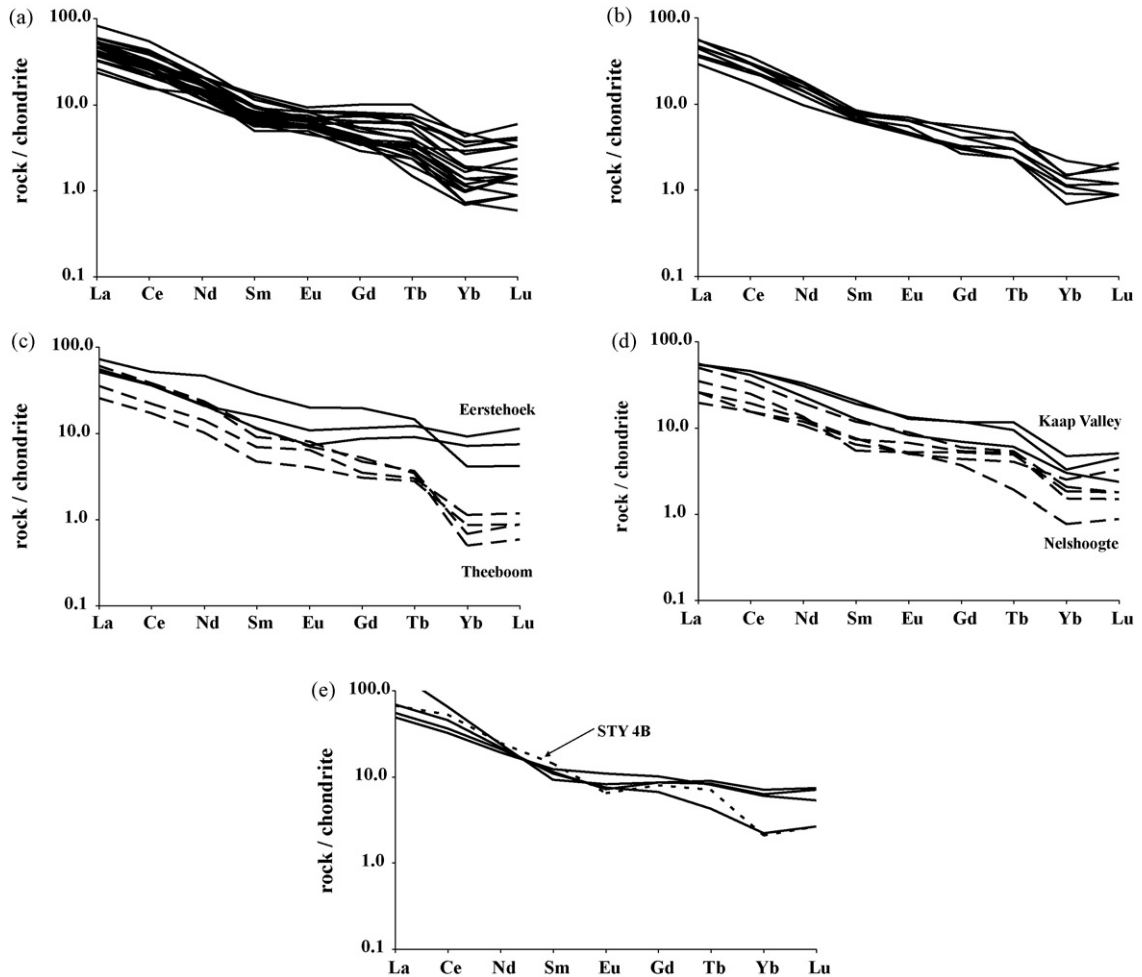 (a)
100.0
10.0
1.0
0.1
rock / chondrite
La Ce Nd Sm Eu Gd Tb Yb Lu
(b)
100.0
10.0
1.0
0.1
rock / chondrite
La Ce Nd Sm Eu Gd Tb Yb Lu
(c)
100.0
10.0
1.0
0.1
rock / chondrite
Eerstehoek
Theeboom
La Ce Nd Sm Eu Gd Tb Yb Lu
(d)
100.0
10.0
1.0
0.1
rock / chondrite
Kaap Valley
Nelshoogte
La Ce Nd Sm Eu Gd Tb Yb Lu
(e)
100.0
10.0
1.0
0.1
rock / chondrite
STY 4B
La Ce Nd Sm Eu Gd Tb Yb Lu